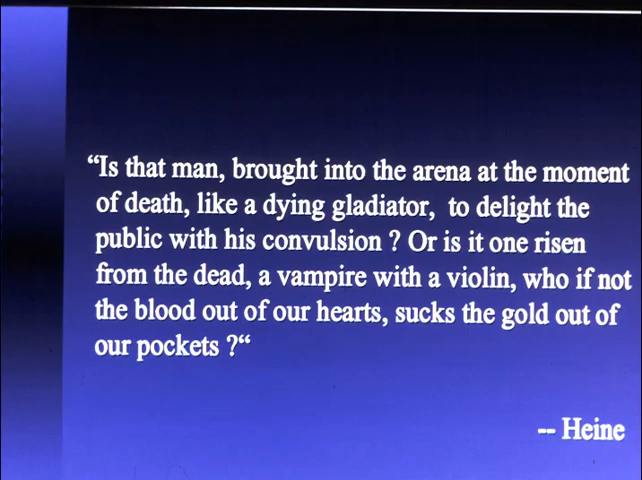 “Is that man, brought into the arena at the moment
of death, like a dying gladiator,  to delight the
public with his convulsion ? Or is it one risen
from the dead, a vampire with a violin, who if not
the blood out of our hearts, sucks the gold out of
our pockets ?“
-- Heine